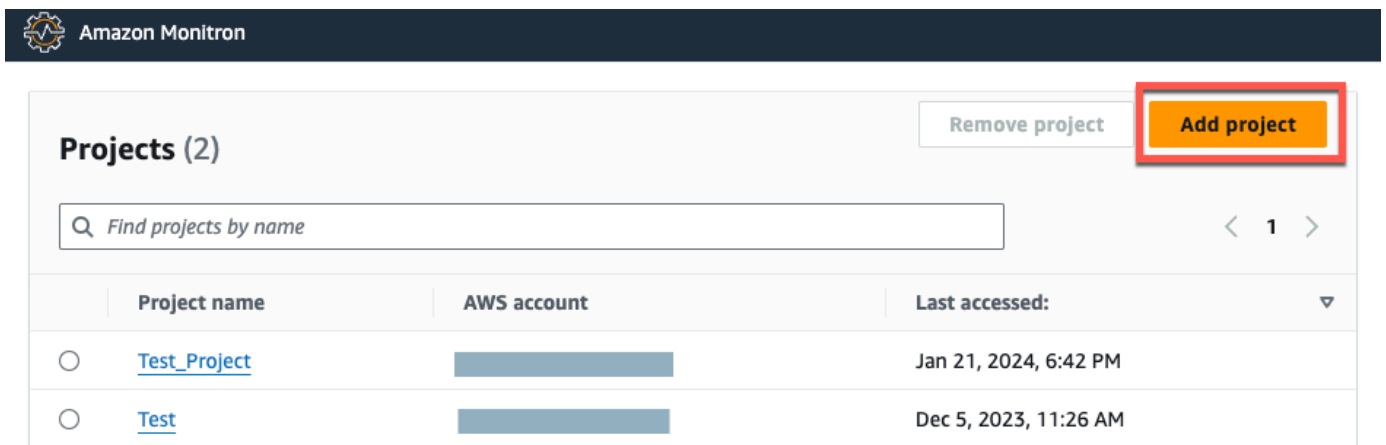 Amazon Monitron
Remove project
Add project
Projects (2)
Find projects by name
1
Project name AWS account Last accessed:
Test_Project Jan 21, 2024, 6:42 PM
Test Dec 5, 2023, 11:26 AM